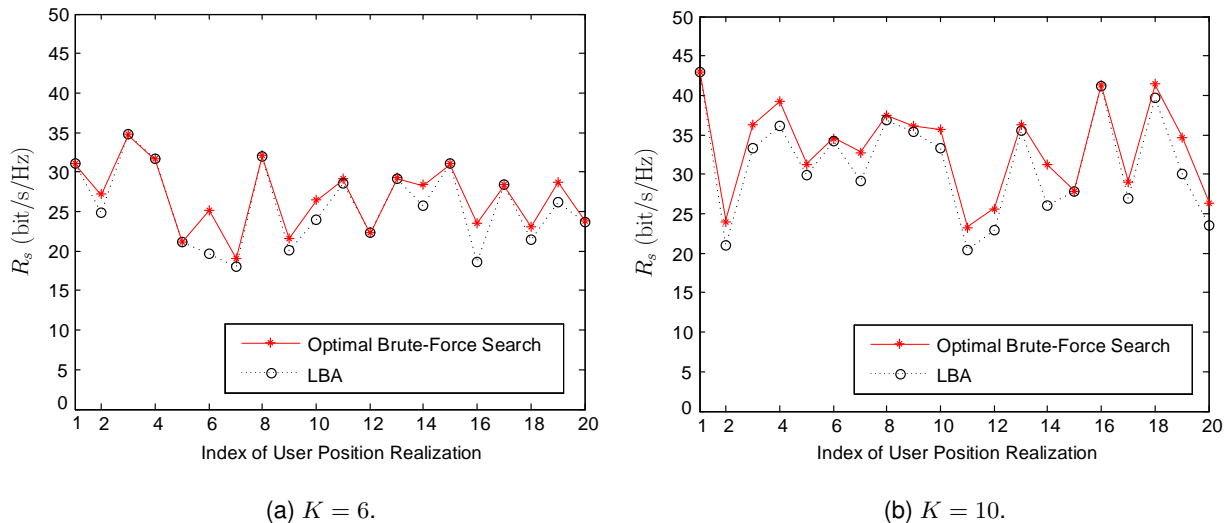 50
45
40
35
30
25
20
15
10
5
0
R_s (bit/s/Hz)
Optimal Brute-Force Search
LBA
1 2 4 6 8 10 12 14 16 18 20
Index of User Position Realization
(a) K = 6.
50
45
40
35
30
25
20
15
10
5
0
R_s (bit/s/Hz)
Optimal Brute-Force Search
LBA
1 2 4 6 8 10 12 14 16 18 20
Index of User Position Realization
(b) K = 10.